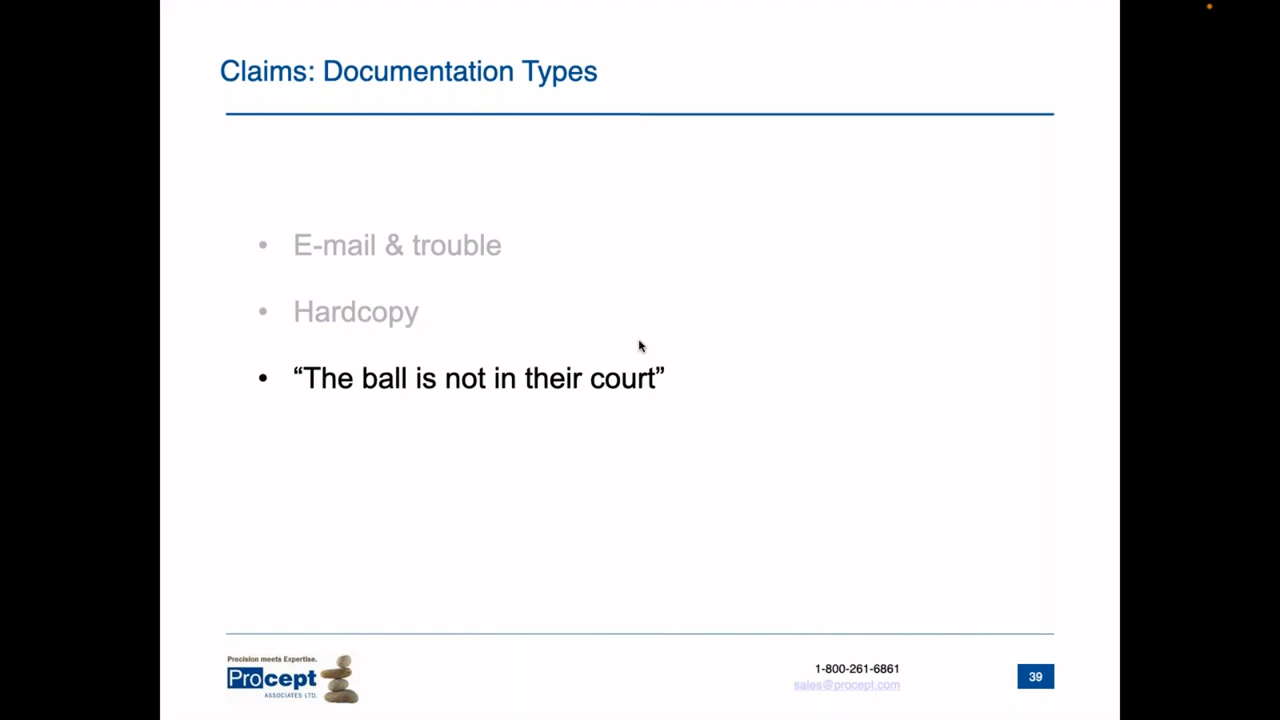 Claims: Documentation Types
• E-mail & trouble
• Hardcopy
• “The ball is not in their court”
Precision meets Expertise.
Procept
ASSOCIATES LTD.
1-800-261-6861
sales@procept.com
39